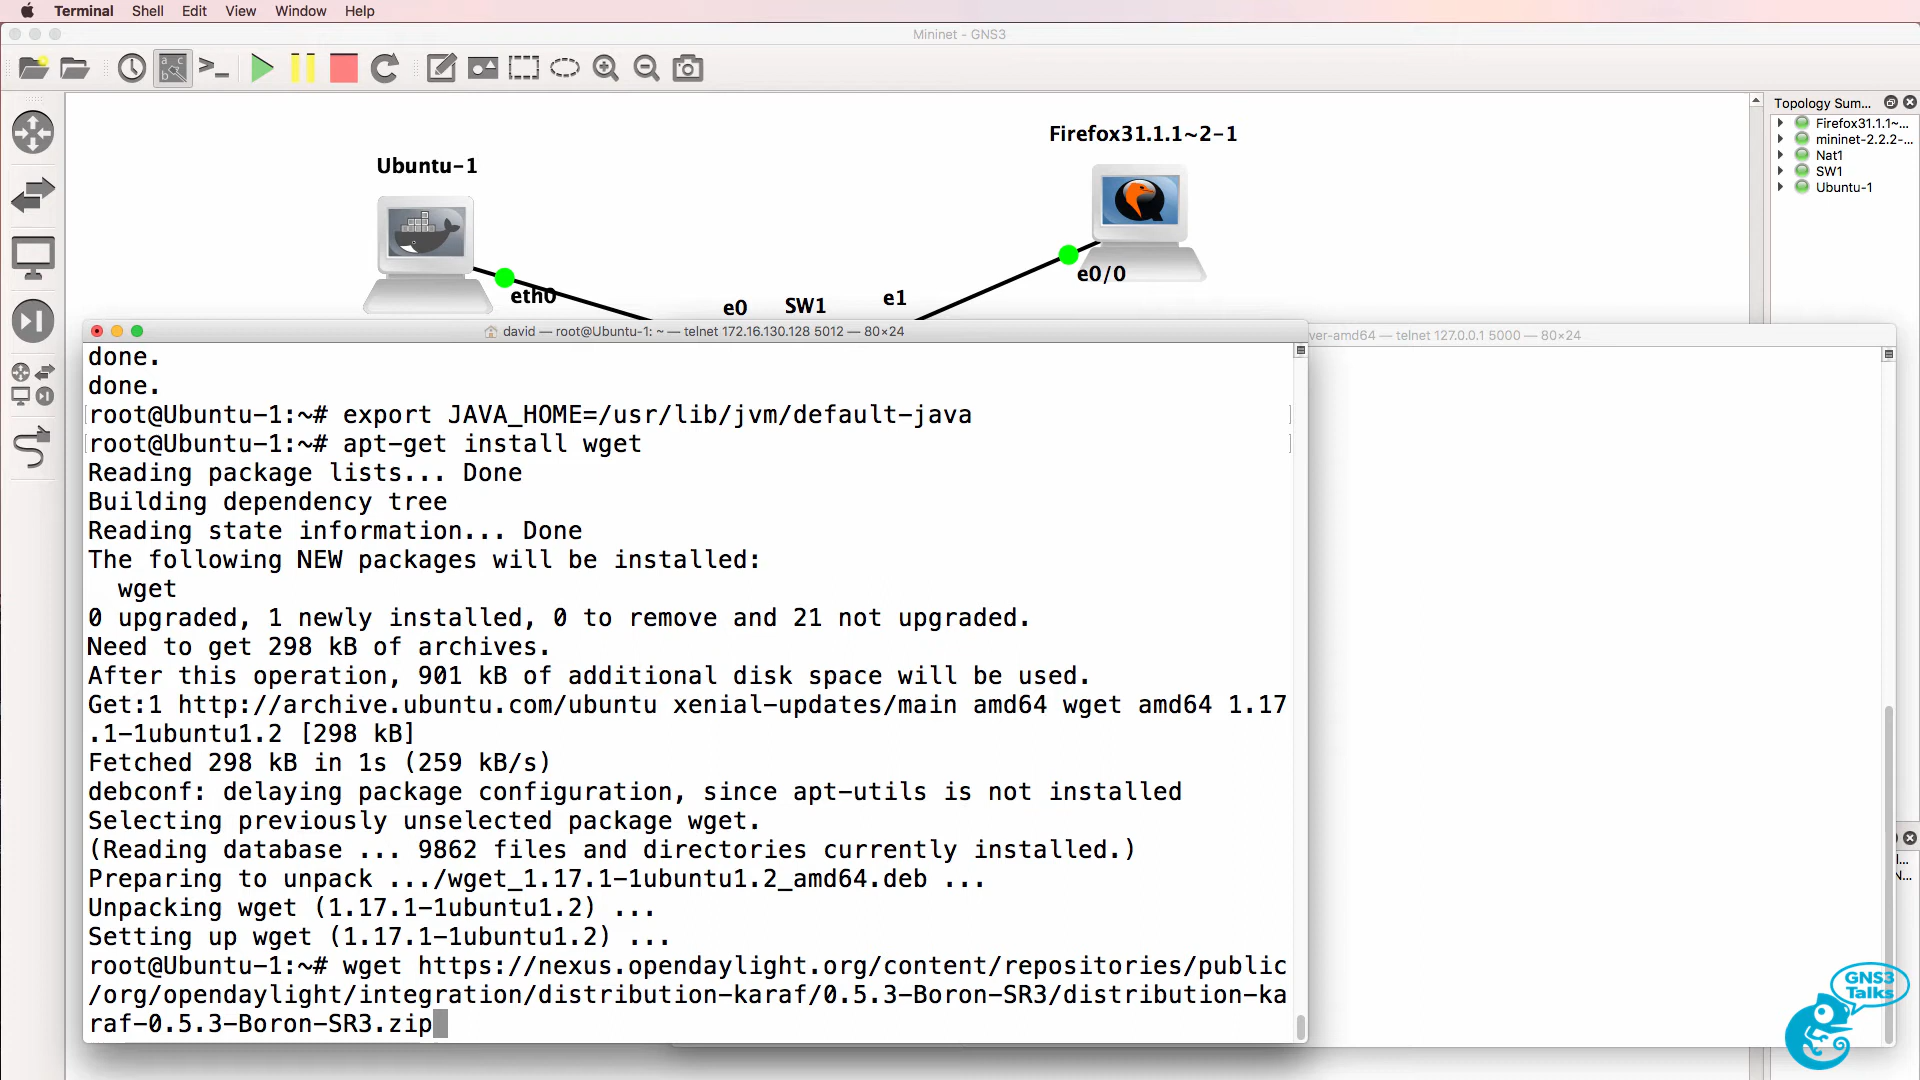 Terminal Shell Edit View Window Help
Mininet - GNS3
Topology Sum...
Firefox31.1.1~...
mininet-2.2.2-...
Nat1
SW1
Ubuntu-1
Firefox31.1.1~2-1
Ubuntu-1
e0/0
eth0
e0
SW1
e1
david — root@Ubuntu-1: ~ — telnet 172.16.130.128 5012 — 80×24
ver-amd64 — telnet 127.0.0.1 5000 — 80×24
done.
done.
root@Ubuntu-1:~# export JAVA_HOME=/usr/lib/jvm/default-java
root@Ubuntu-1:~# apt-get install wget
Reading package lists... Done
Building dependency tree
Reading state information... Done
The following NEW packages will be installed:
wget
0 upgraded, 1 newly installed, 0 to remove and 21 not upgraded.
Need to get 298 kB of archives.
After this operation, 901 kB of additional disk space will be used.
Get:1 http://archive.ubuntu.com/ubuntu xenial-updates/main amd64 wget amd64 1.17
.1-1ubuntu1.2 [298 kB]
Fetched 298 kB in 1s (259 kB/s)
debconf: delaying package configuration, since apt-utils is not installed
Selecting previously unselected package wget.
(Reading database ... 9862 files and directories currently installed.)
Preparing to unpack .../wget_1.17.1-1ubuntu1.2_amd64.deb ...
Unpacking wget (1.17.1-1ubuntu1.2) ...
Setting up wget (1.17.1-1ubuntu1.2) ...
root@Ubuntu-1:~# wget https://nexus.opendaylight.org/content/repositories/public
/org/opendaylight/integration/distribution-karaf/0.5.3-Boron-SR3/distribution-ka
raf-0.5.3-Boron-SR3.zip
GNS3
Talks